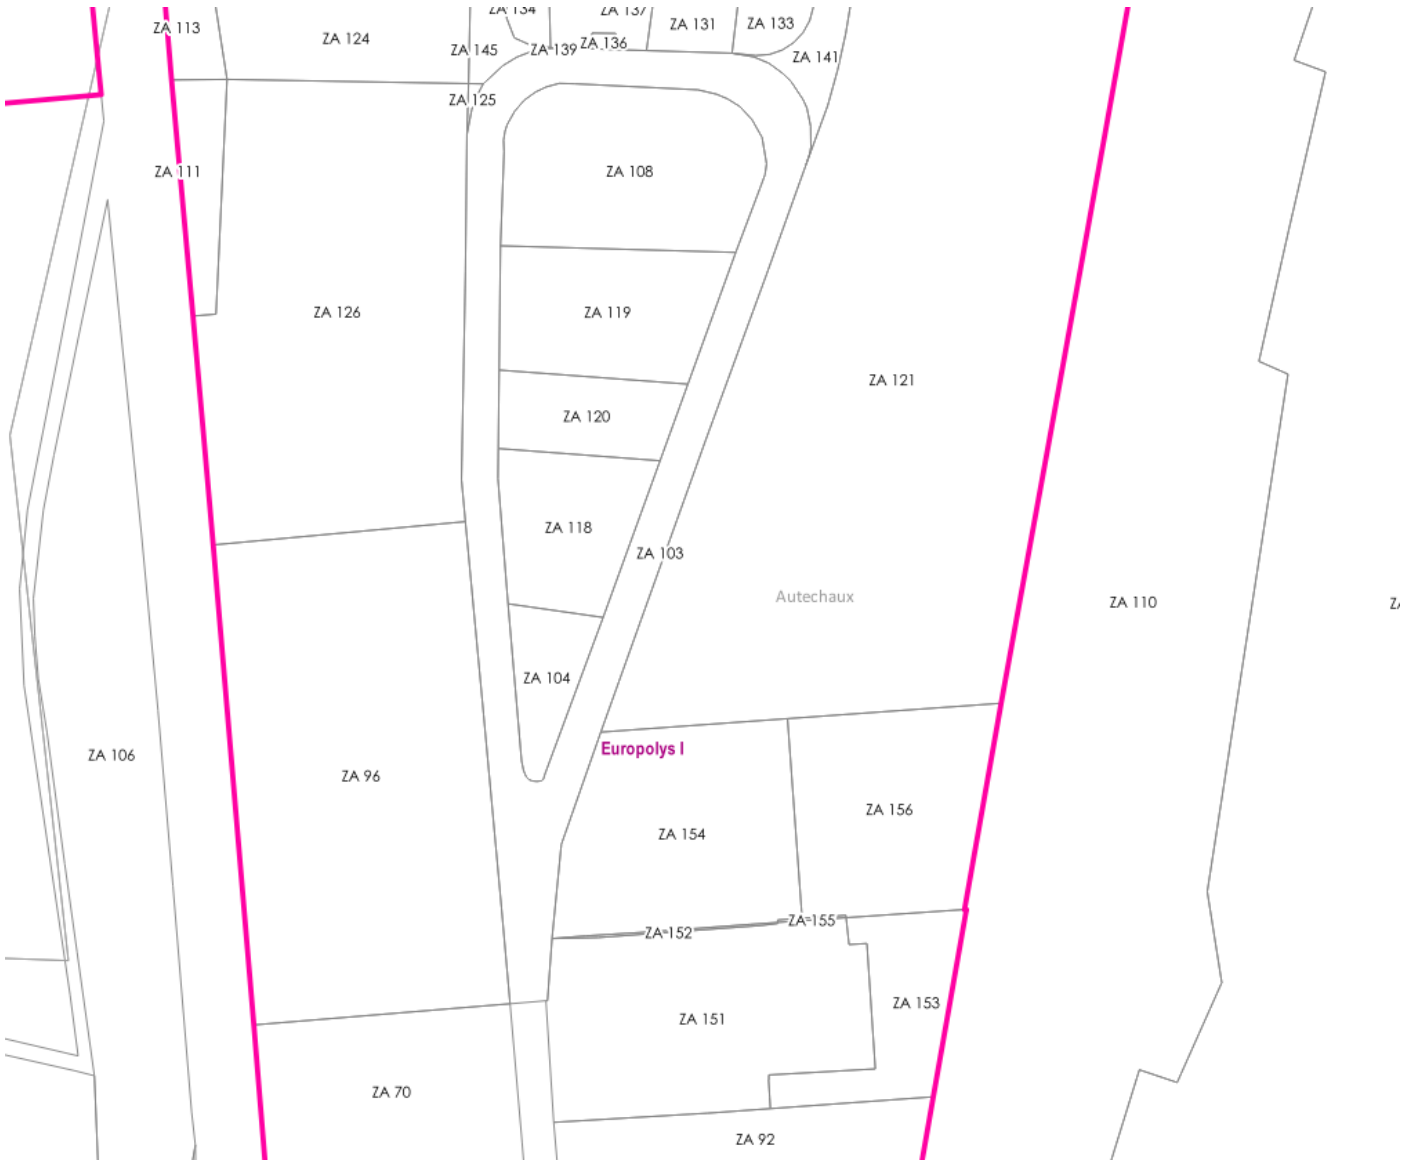 ZA 134
ZA 137
ZA 131
ZA 133
ZA 113
ZA 124
ZA 145
ZA 139
ZA 136
ZA 141
ZA 125
ZA 111
ZA 108
ZA 126
ZA 119
ZA 121
ZA 120
ZA 118
ZA 103
Autechaux
ZA 110
ZA 104
Europolys I
ZA 106
ZA 96
ZA 154
ZA 156
ZA 155
ZA 152
ZA 153
ZA 151
ZA 70
ZA 92